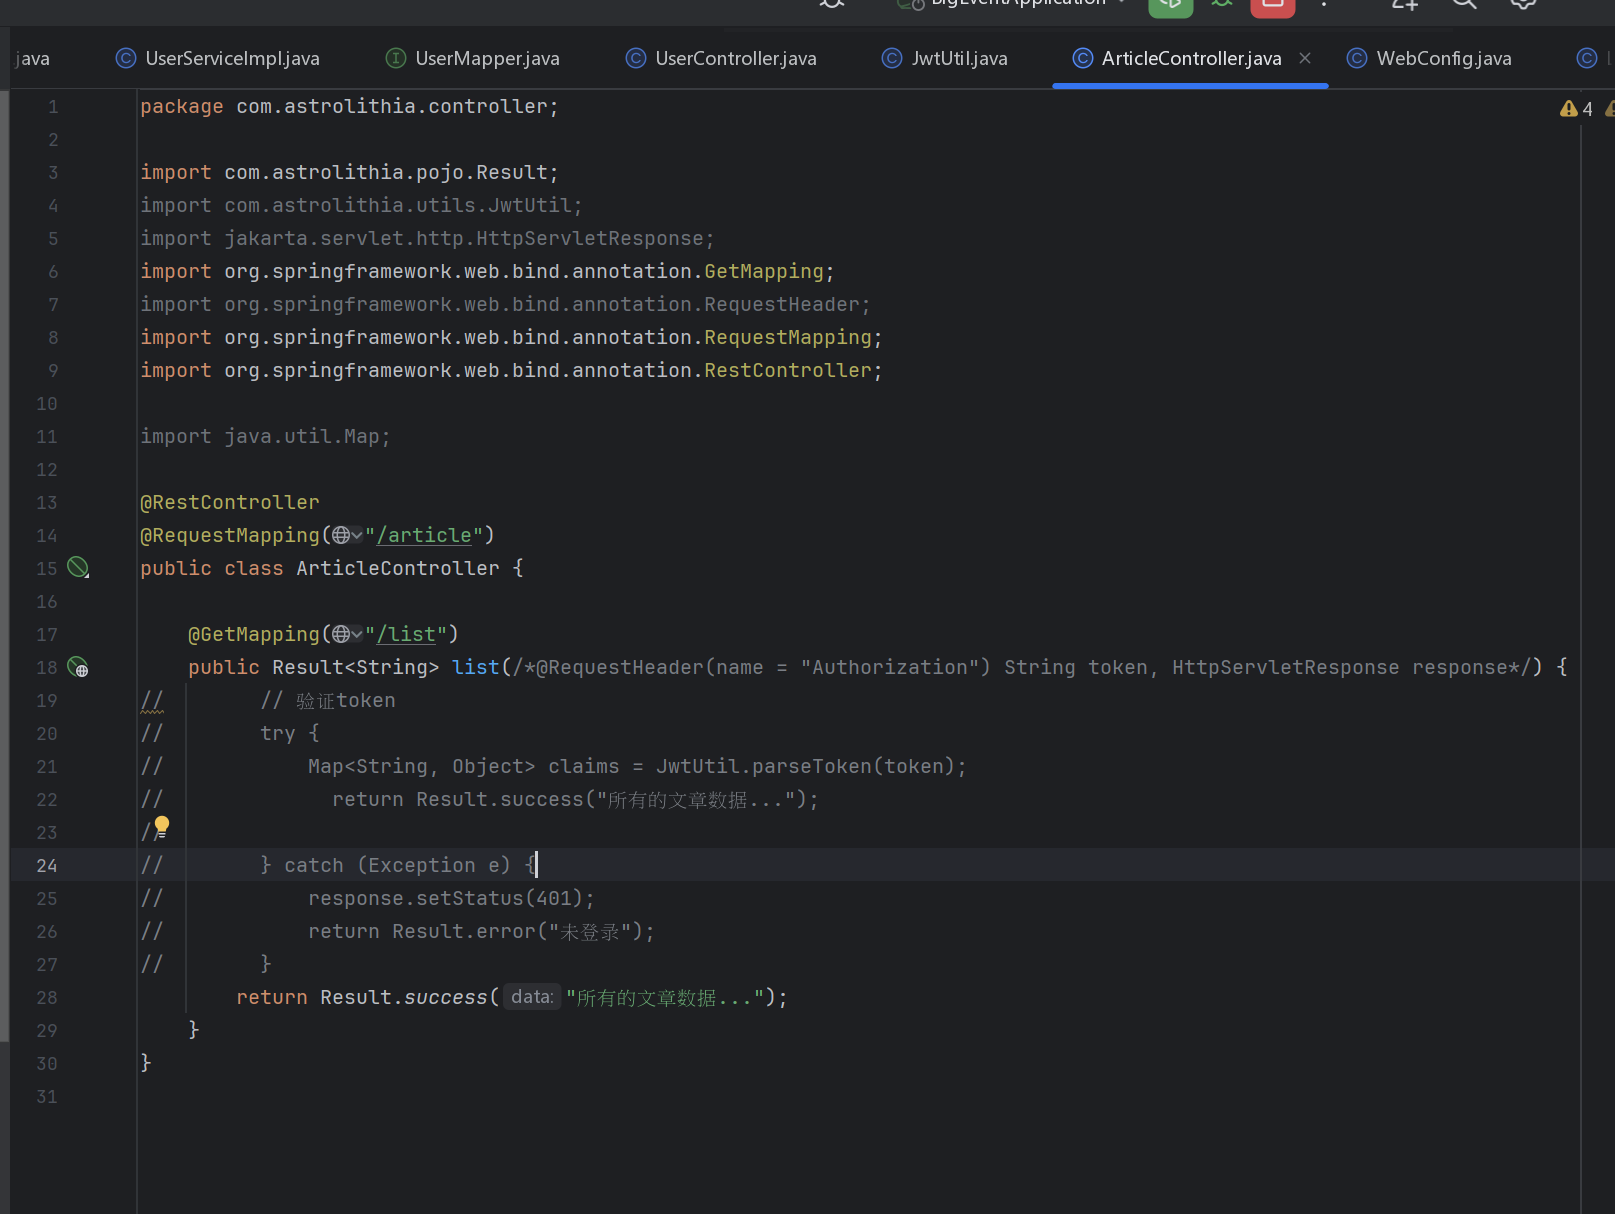 BigEventApplication
java UserServiceImpl.java UserMapper.java UserController.java JwtUtil.java ArticleController.java WebConfig.java
4
1 package com.astrolithia.controller;
2
3 import com.astrolithia.pojo.Result;
4 import com.astrolithia.utils.JwtUtil;
5 import jakarta.servlet.http.HttpServletResponse;
6 import org.springframework.web.bind.annotation.GetMapping;
7 import org.springframework.web.bind.annotation.RequestHeader;
8 import org.springframework.web.bind.annotation.RequestMapping;
9 import org.springframework.web.bind.annotation.RestController;
10
11 import java.util.Map;
12
13 @RestController
14 @RequestMapping("/article")
15 public class ArticleController {
16
17 @GetMapping("/list")
18 public Result<String> list(/*@RequestHeader(name = "Authorization") String token, HttpServletResponse response*/) {
19 // // 验证token
20 // try {
21 // Map<String, Object> claims = JwtUtil.parseToken(token);
22 // return Result.success("所有的文章数据...");
23 //
24 // } catch (Exception e) {
25 // response.setStatus(401);
26 // return Result.error("未登录");
27 // }
28 return Result.success( data: "所有的文章数据...");
29 }
30 }
31